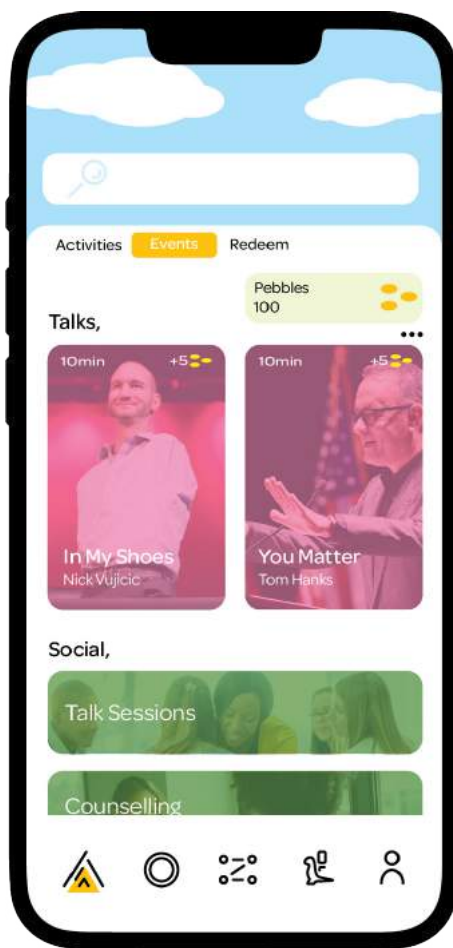 Activities Events Redeem
Pebbles
100
Talks,
10min +5
10min +5
In My Shoes
Nick Vujicic
You Matter
Tom Hanks
Social,
Talk Sessions
Counselling